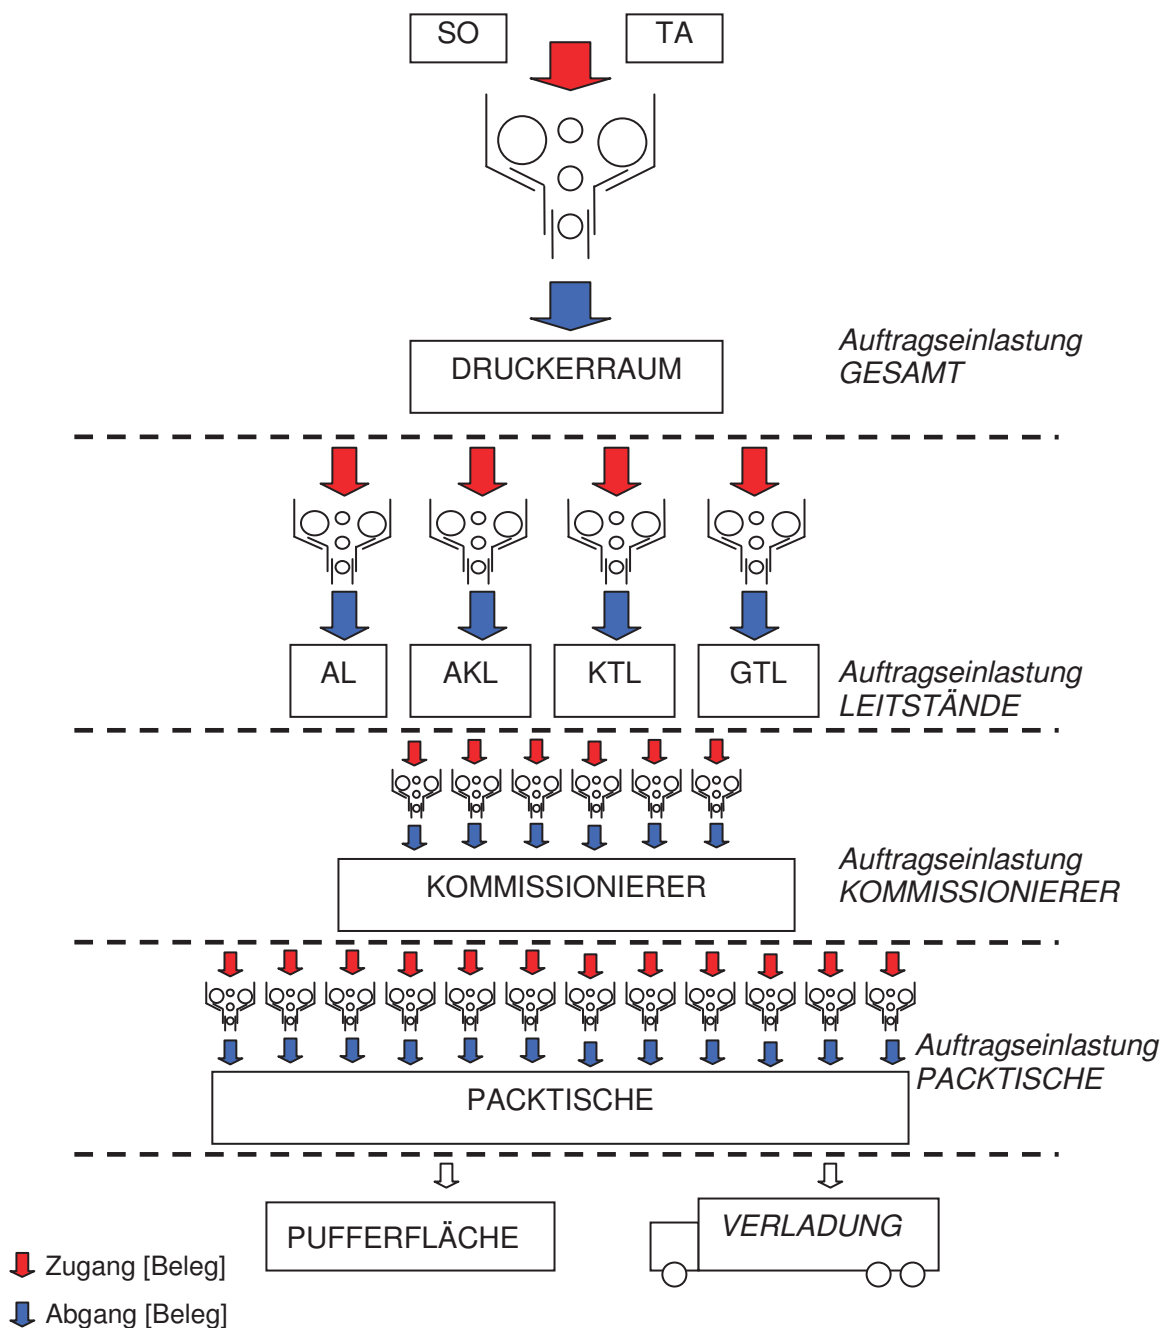 SO
TA
DRUCKERRAUM
Auftragseinlastung
GESAMT
AL
AKL
KTL
GTL
Auftragseinlastung
LEITSTÄNDE
KOMMISSIONIERER
Auftragseinlastung
KOMMISSIONIERER
PACKTISCHE
Auftragseinlastung
PACKTISCHE
PUFFERFLÄCHE
VERLADUNG
Zugang [Beleg]
Abgang [Beleg]